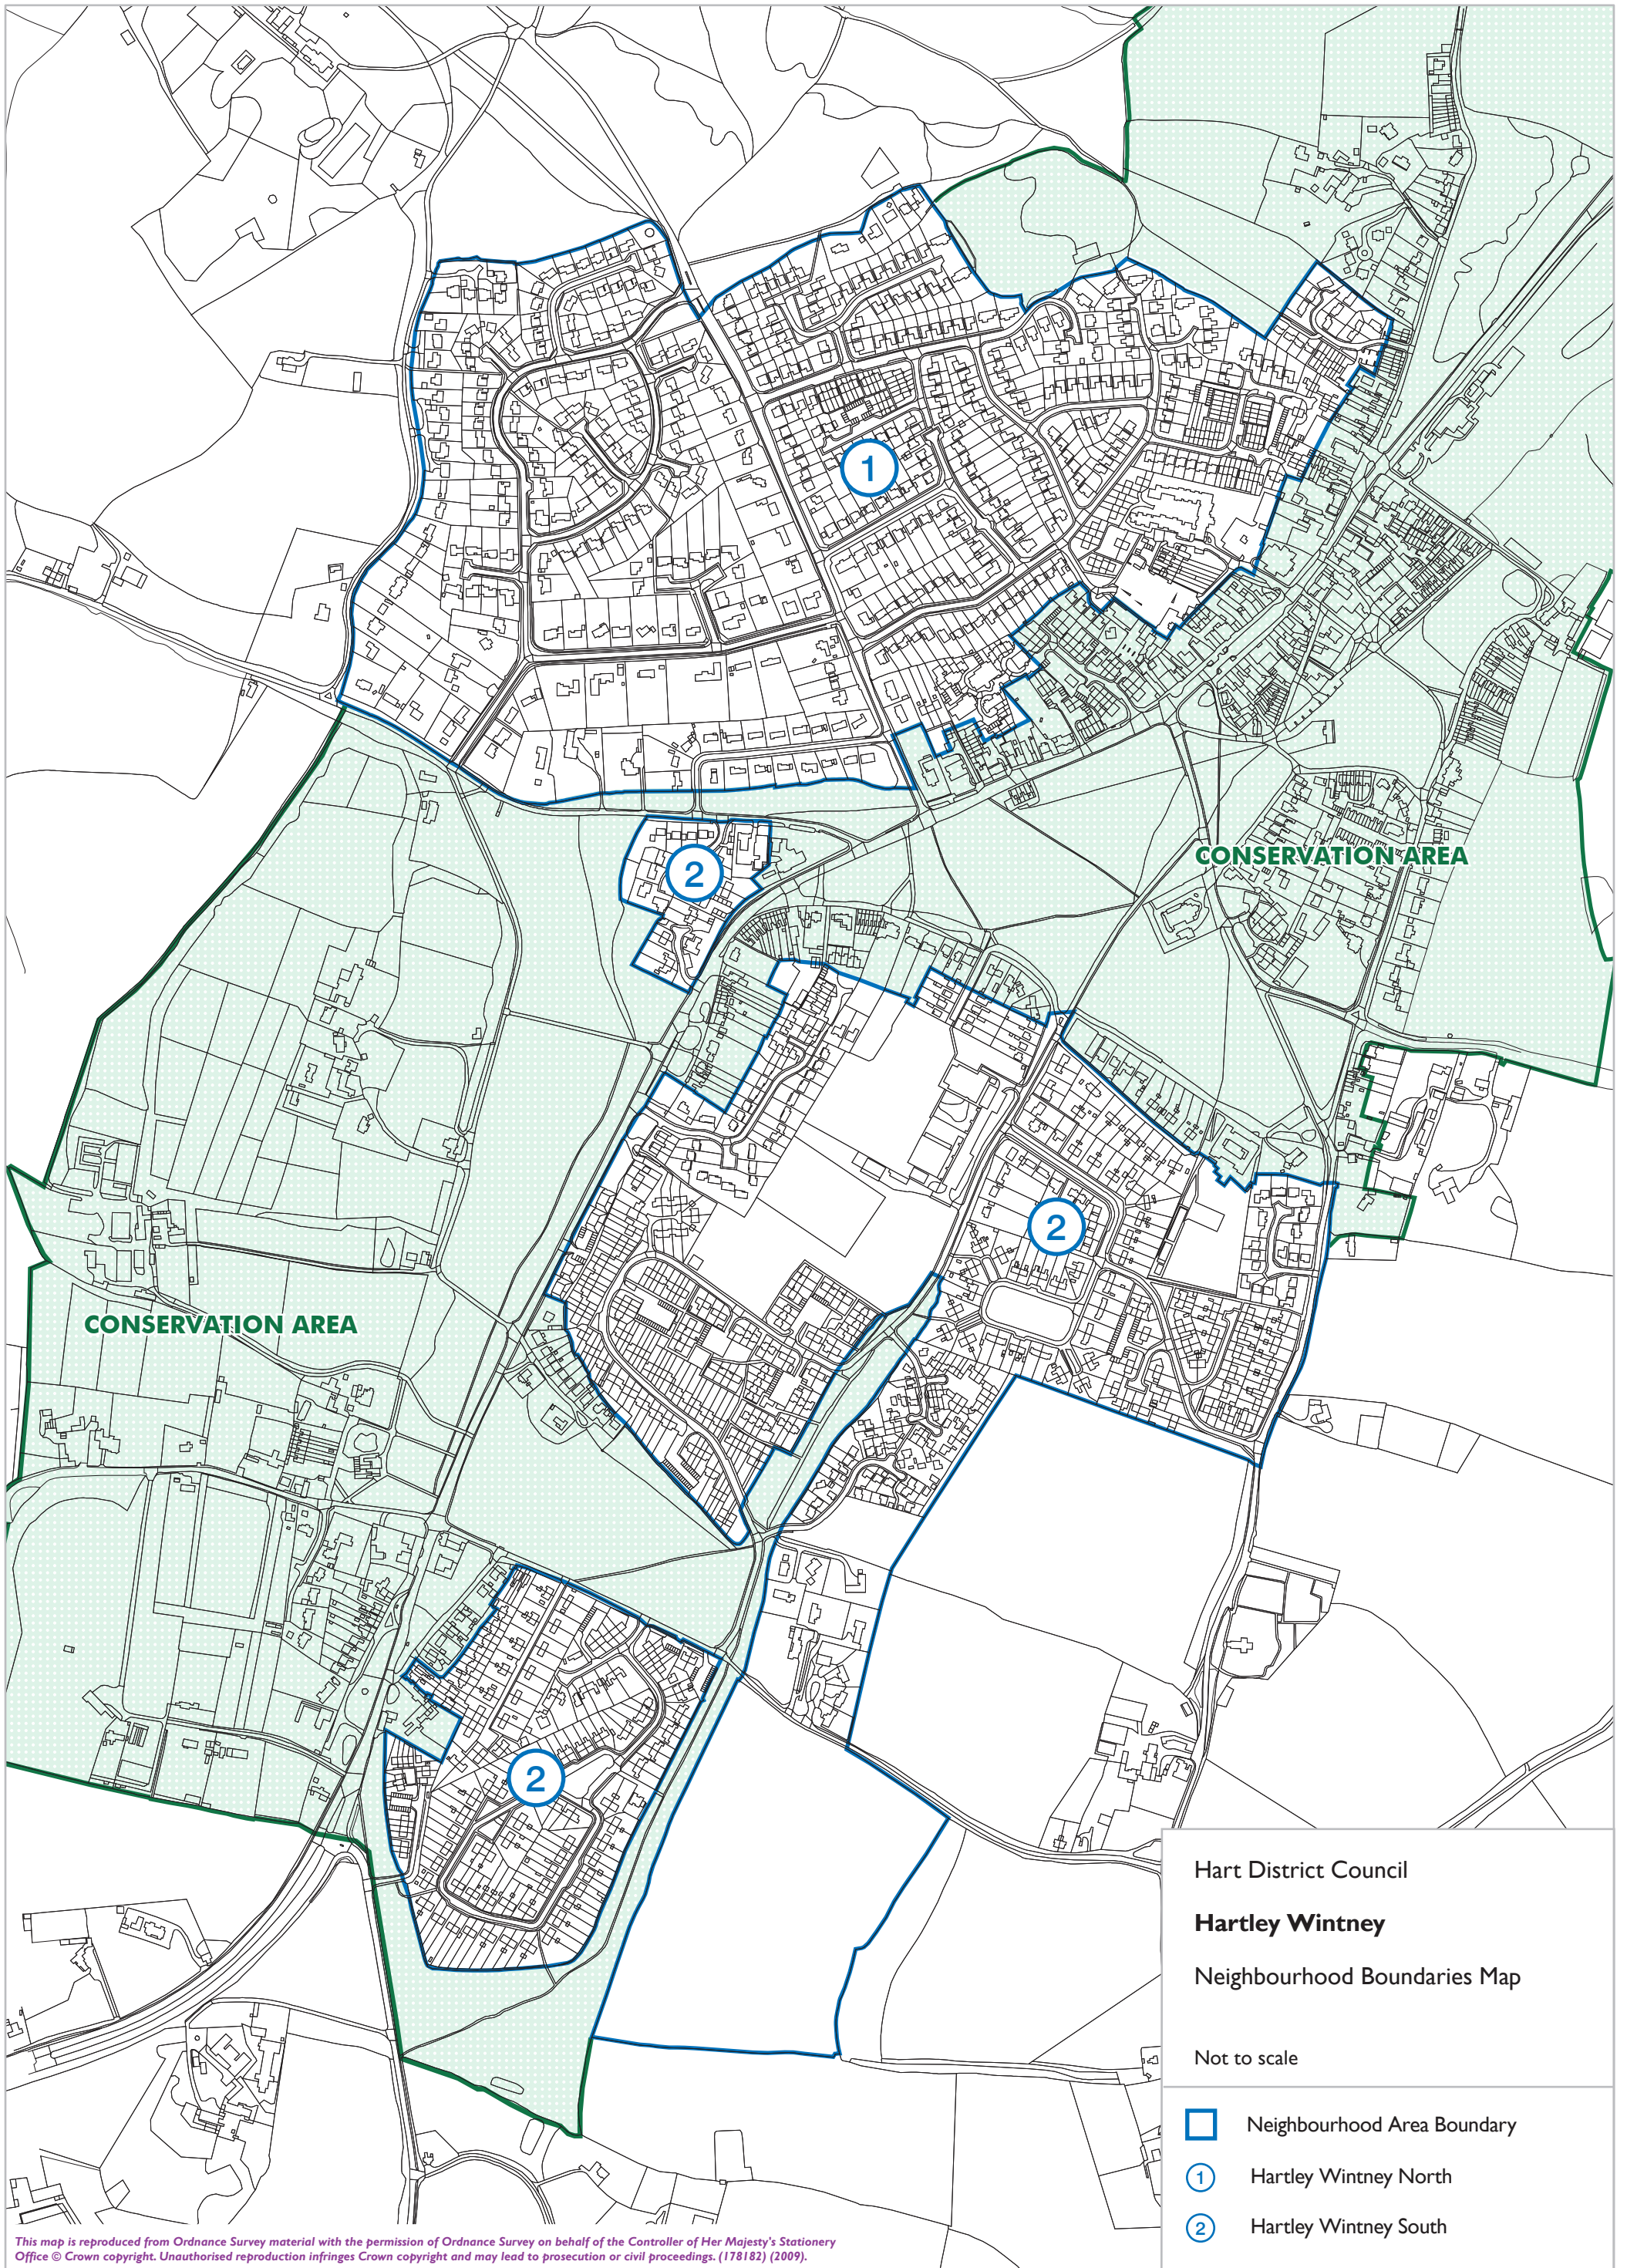 1
2
CONSERVATION AREA
2
CONSERVATION AREA
2
Hart District Council
Hartley Wintney
Neighbourhood Boundaries Map
Not to scale
Neighbourhood Area Boundary
1 Hartley Wintney North
2 Hartley Wintney South
This map is reproduced from Ordnance Survey material with the permission of Ordnance Survey on behalf of the Controller of Her Majesty's Stationery
Office © Crown copyright. Unauthorised reproduction infringes Crown copyright and may lead to prosecution or civil proceedings. (178182) (2009).